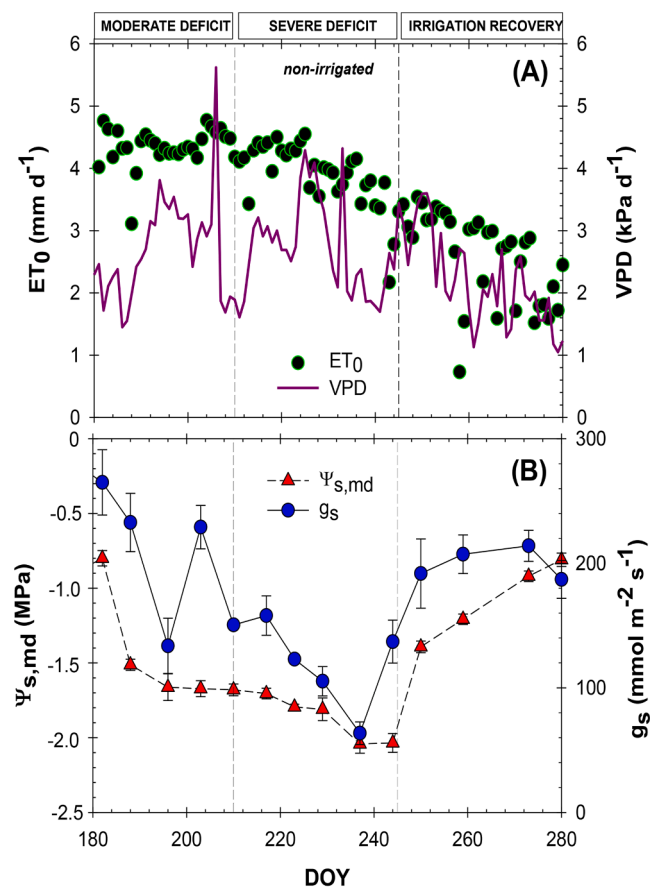 MODERATE DEFICIT SEVERE DEFICIT IRRIGATION RECOVERY
non-irrigated
(A)
ET0 (mm d-1)
6
5
4
3
2
1
0
VPD (kPa d-1)
6
5
4
3
2
1
0
ET0
VPD
(B)
Ψs,md (MPa)
0
-0.5
-1.0
-1.5
-2.0
-2.5
gs (mmol m-2 s-1)
300
200
100
0
Ψs,md
gs
180 200 220 240 260 280
DOY